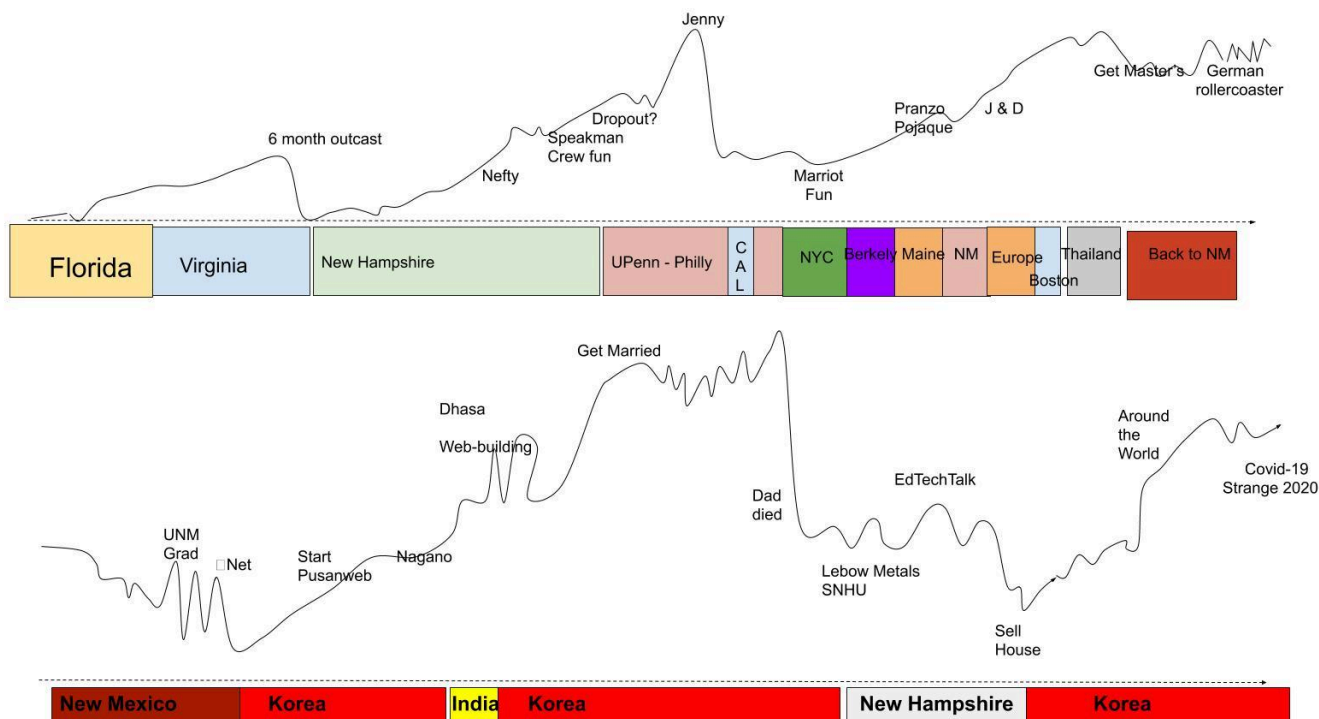 Jenny
6 month outcast
Nefty
Speakman
Crew fun
Dropout?
Marriot
Fun
Pranzo
Pojaque
J & D
Get Master's
German
rollercoaster
Florida
Virginia
New Hampshire
UPenn - Philly
C
A
L
NYC
Berkely
Maine
NM
Europe
Boston
Thailand
Back to NM
UNM
Grad
Net
Start
Pusanweb
Nagano
Dhasa
Web-building
Get Married
Dad
died
Lebow Metals
SNHU
EdTechTalk
Sell
House
Around
the
World
Covid-19
Strange 2020
New Mexico
Korea
India
Korea
New Hampshire
Korea